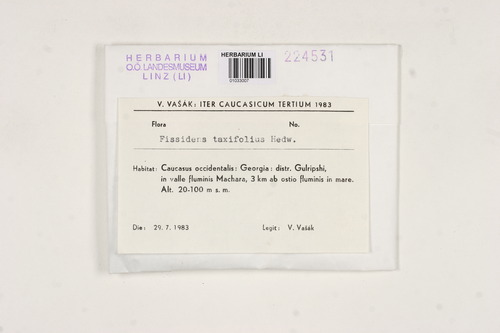 HERBARIUM
O.Ö. LANDESMUSEUM
LINZ (LI)
HERBARIUM LI
01023007
224531
V. VAŠÁK: ITER CAUCASICUM TERTIUM 1983
Flora No.
Fissidens taxifolius Hedw.
Habitat: Caucasus occidentalis: Georgia: distr. Gulripshi,
in valle fluminis Machara, 3 km ab ostio fluminis in mare.
Alt. 20-100 m s. m.
Die: 29. 7. 1983 Legit: V. Vašák